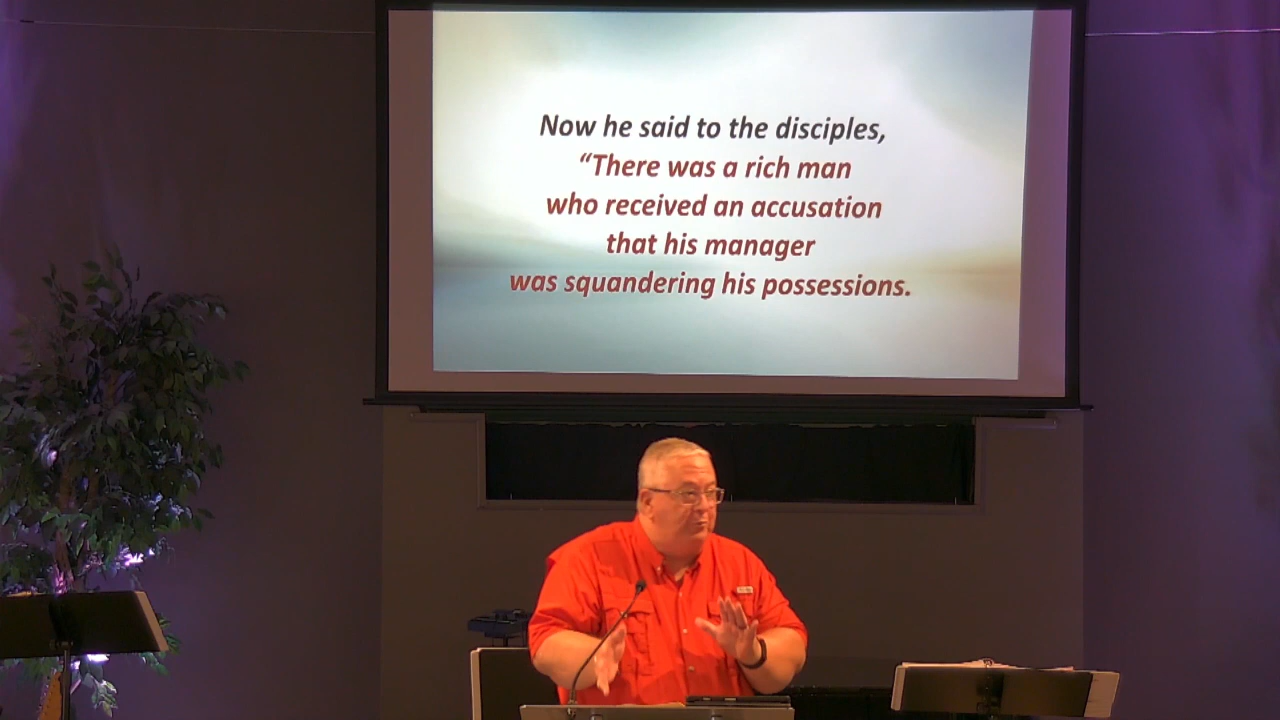 Now he said to the disciples,
“There was a rich man
who received an accusation
that his manager
was squandering his possessions.